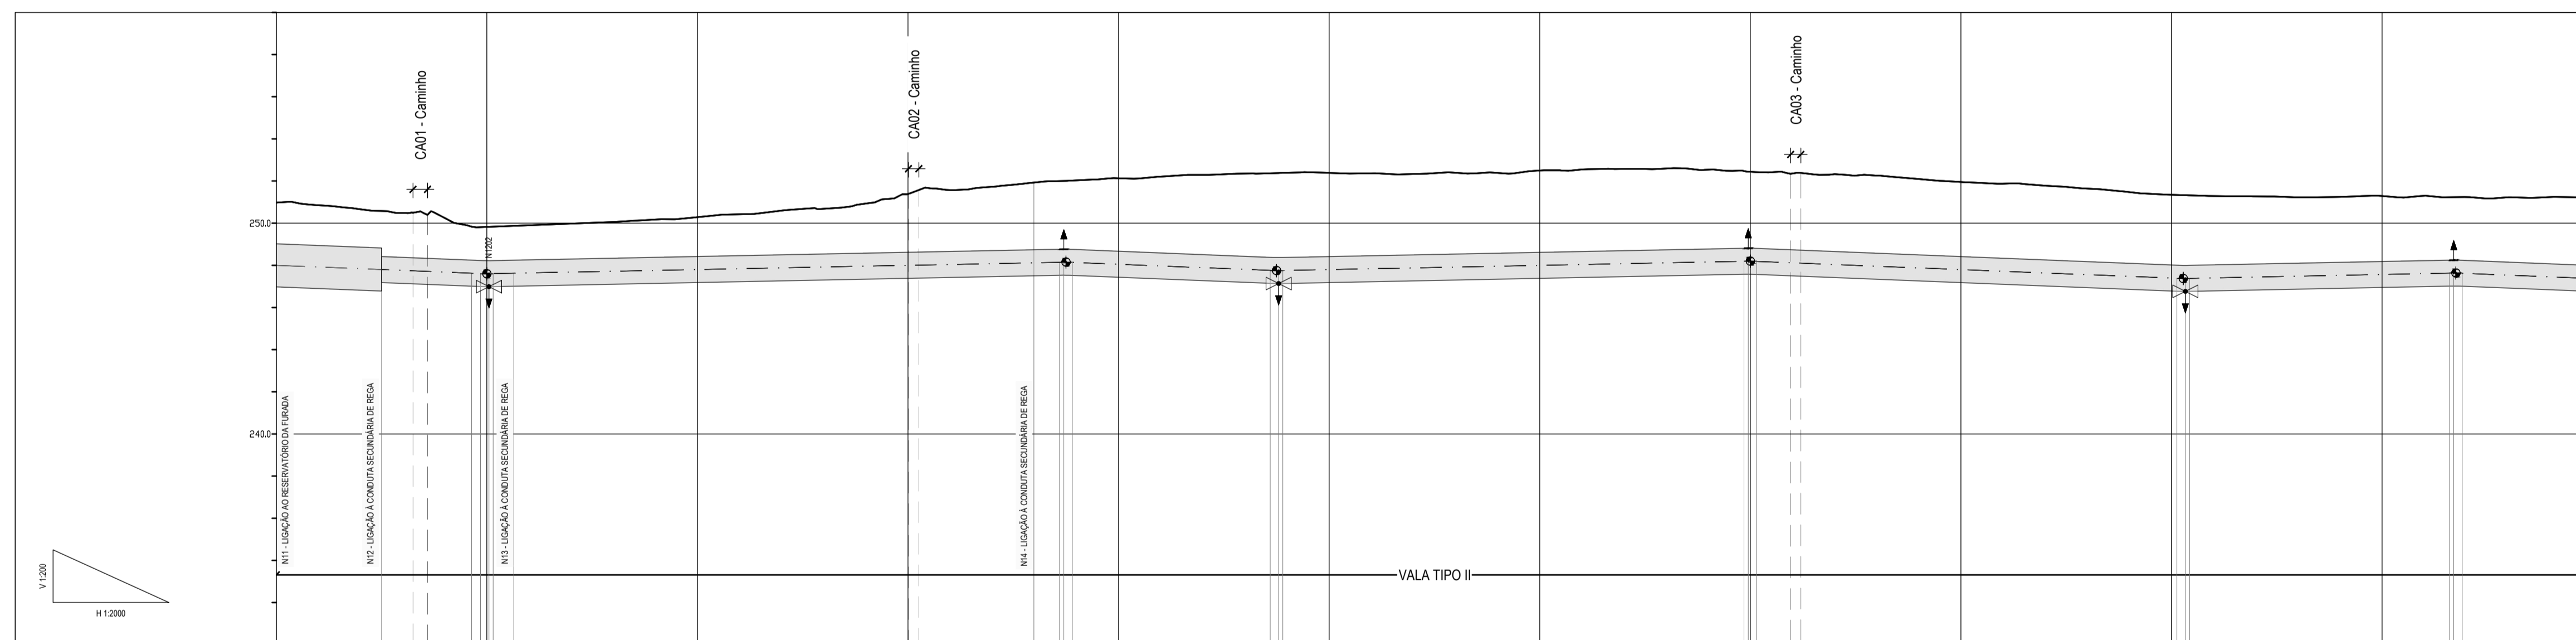 CA01 - Caminho
CA02 - Caminho
CA03 - Caminho
250.0
N1202
240.0
N11 - LIGAÇÃO AO RESERVATÓRIO DA FURADA
N12 - LIGAÇÃO À CONDUTA SECUNDÁRIA DE REGA
N13 - LIGAÇÃO À CONDUTA SECUNDÁRIA DE REGA
N14 - LIGAÇÃO À CONDUTA SECUNDÁRIA DE REGA
VALA TIPO II
V 1:200
H 1:2000